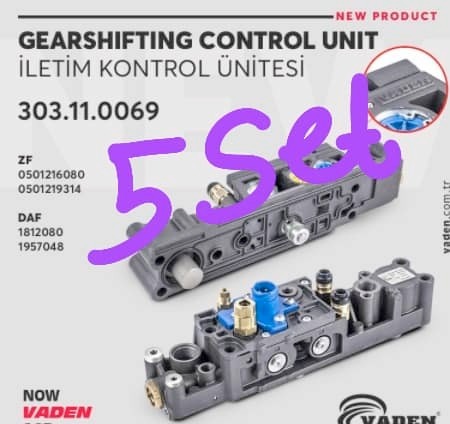 NEW PRODUCT
GEARSHIFTING CONTROL UNIT
İLETİM KONTROL ÜNİTESİ
303.11.0069
VADEN
ZF
0501216080
0501219314
DAF
1812080
1957048
5 Set
vaden.com.tr
NOW
VADEN
VADEN